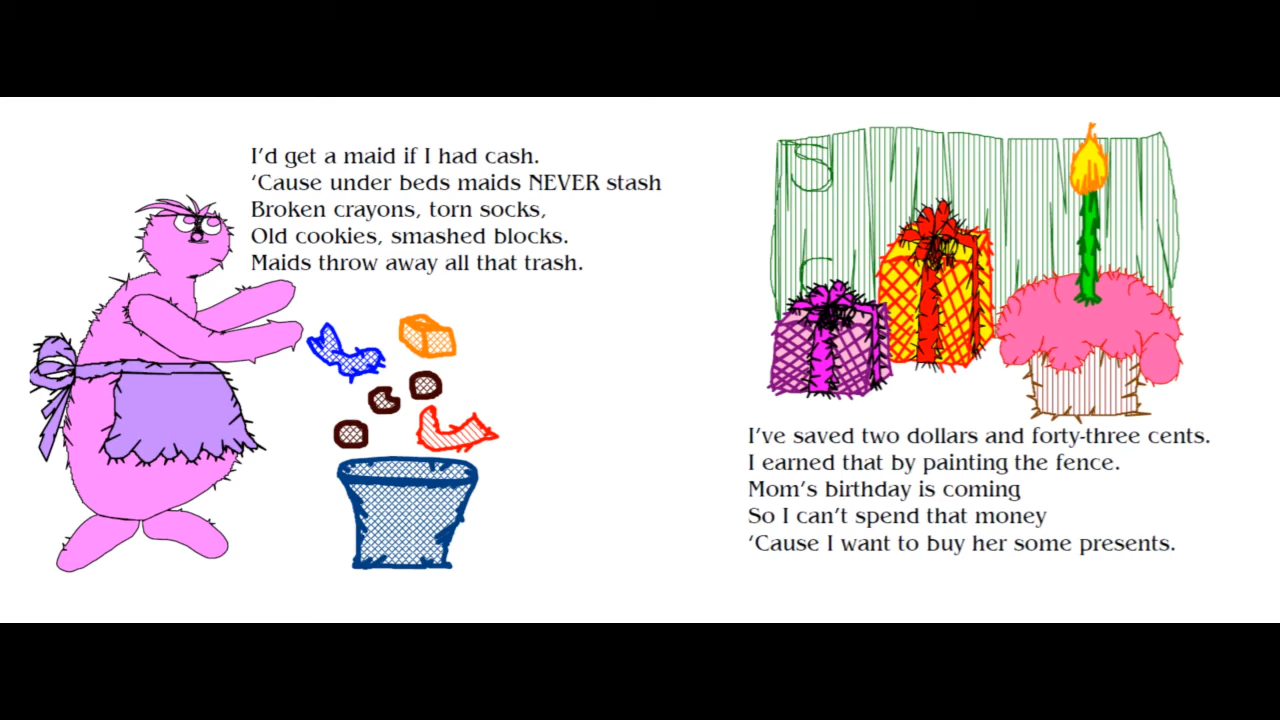 I'd get a maid if I had cash.
'Cause under beds maids NEVER stash
Broken crayons, torn socks,
Old cookies, smashed blocks.
Maids throw away all that trash.
I've saved two dollars and forty-three cents.
I earned that by painting the fence.
Mom's birthday is coming
So I can't spend that money
'Cause I want to buy her some presents.